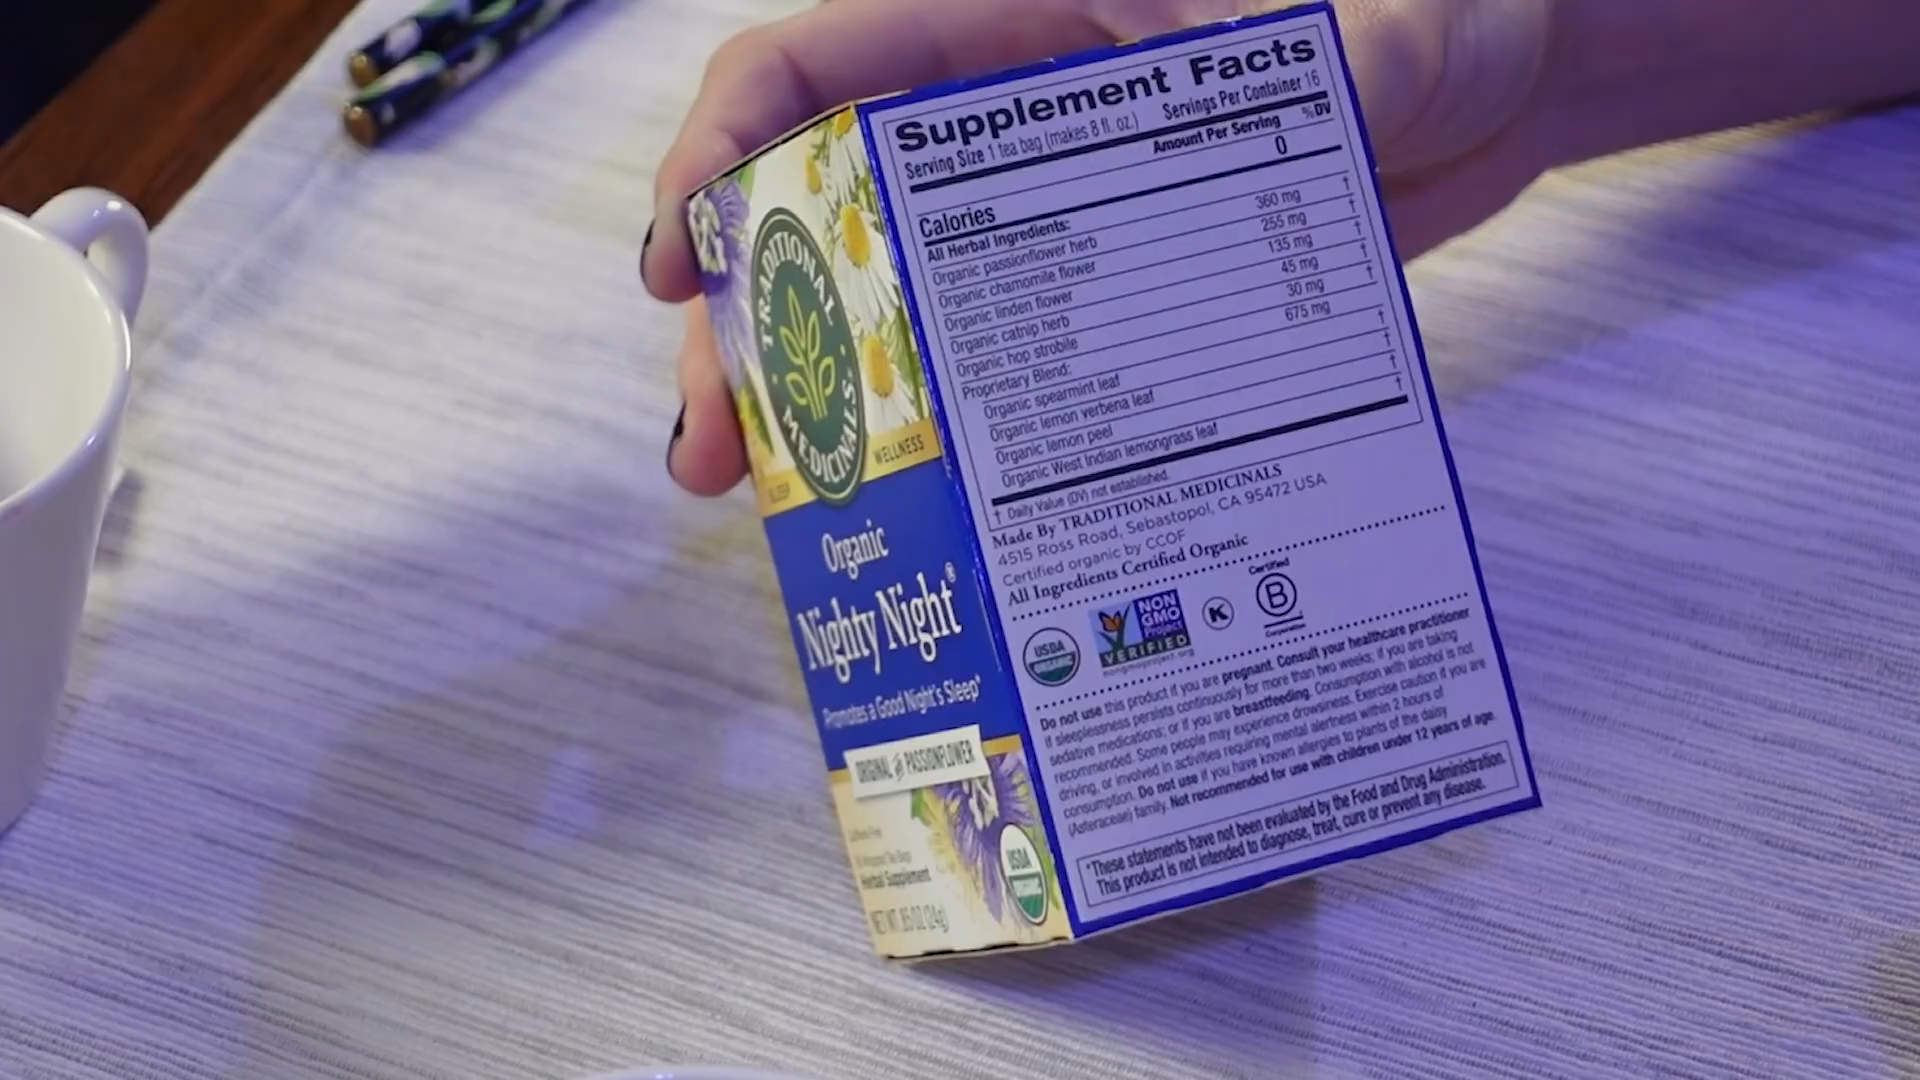 TRADITIONAL
MEDICINALS
WELLNESS
Organic
Nighty Night®
Promotes a Good Night's Sleep*
ORIGINAL with PASSIONFLOWER
Herbal Supplement
NET WT. .85 OZ (24g)
USDA
ORGANIC
Supplement Facts
Serving Size 1 tea bag (makes 8 fl. oz.) Servings Per Container 16
Amount Per Serving %DV
Calories 0
All Herbal Ingredients:
Organic passionflower herb 360 mg †
Organic chamomile flower 255 mg †
Organic linden flower 135 mg †
Organic catnip herb 45 mg †
Organic hop strobile 30 mg †
Proprietary Blend: 675 mg
Organic spearmint leaf †
Organic lemon verbena leaf †
Organic lemon peel †
Organic West Indian lemongrass leaf †
† Daily Value (DV) not established.
Made By TRADITIONAL MEDICINALS
4515 Ross Road, Sebastopol, CA 95472 USA
Certified organic by CCOF
All Ingredients Certified Organic
USDA
ORGANIC
NON
GMO
Project
VERIFIED
nongmoproject.org
K
Certified
B
Corporation
Do not use this product if you are pregnant. Consult your healthcare practitioner
if sleeplessness persists continuously for more than two weeks; if you are taking
sedative medications; or if you are breastfeeding. Consumption with alcohol is not
recommended. Some people may experience drowsiness. Exercise caution if you are
driving, or involved in activities requiring mental alertness within 2 hours of
consumption. Do not use if you have known allergies to plants of the daisy
(Asteraceae) family. Not recommended for use with children under 12 years of age.
*These statements have not been evaluated by the Food and Drug Administration.
This product is not intended to diagnose, treat, cure or prevent any disease.